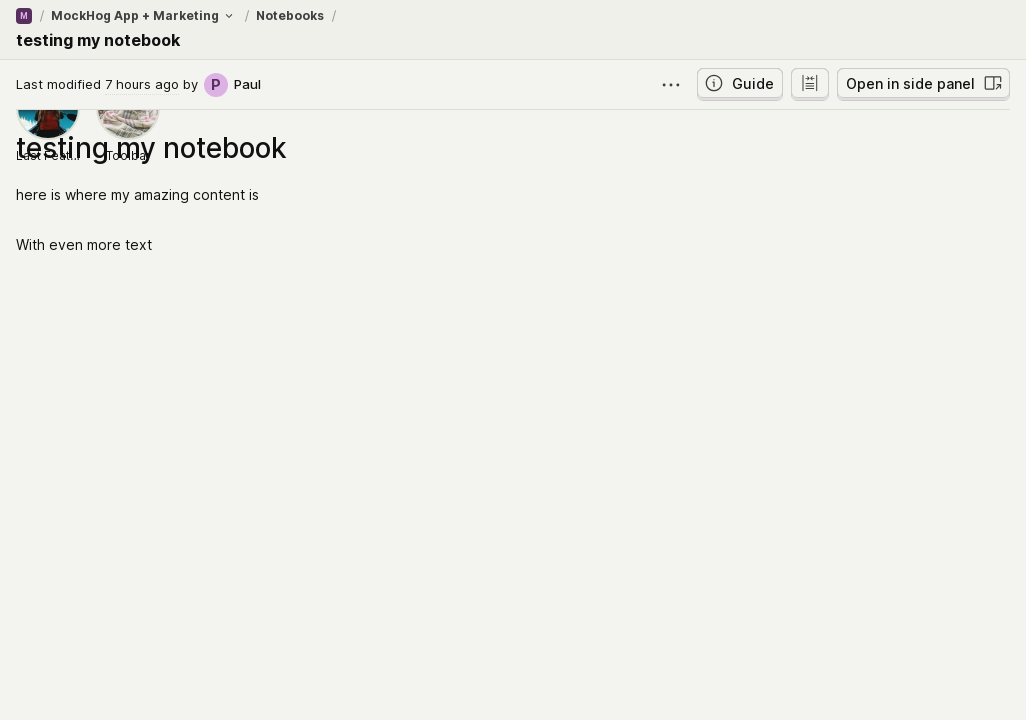 M / MockHog App + Marketing / Notebooks /
testing my notebook
Last modified 7 hours ago by P Paul
Guide
Open in side panel
testing my notebook
Last Feat...
Toolbar
here is where my amazing content is
With even more text